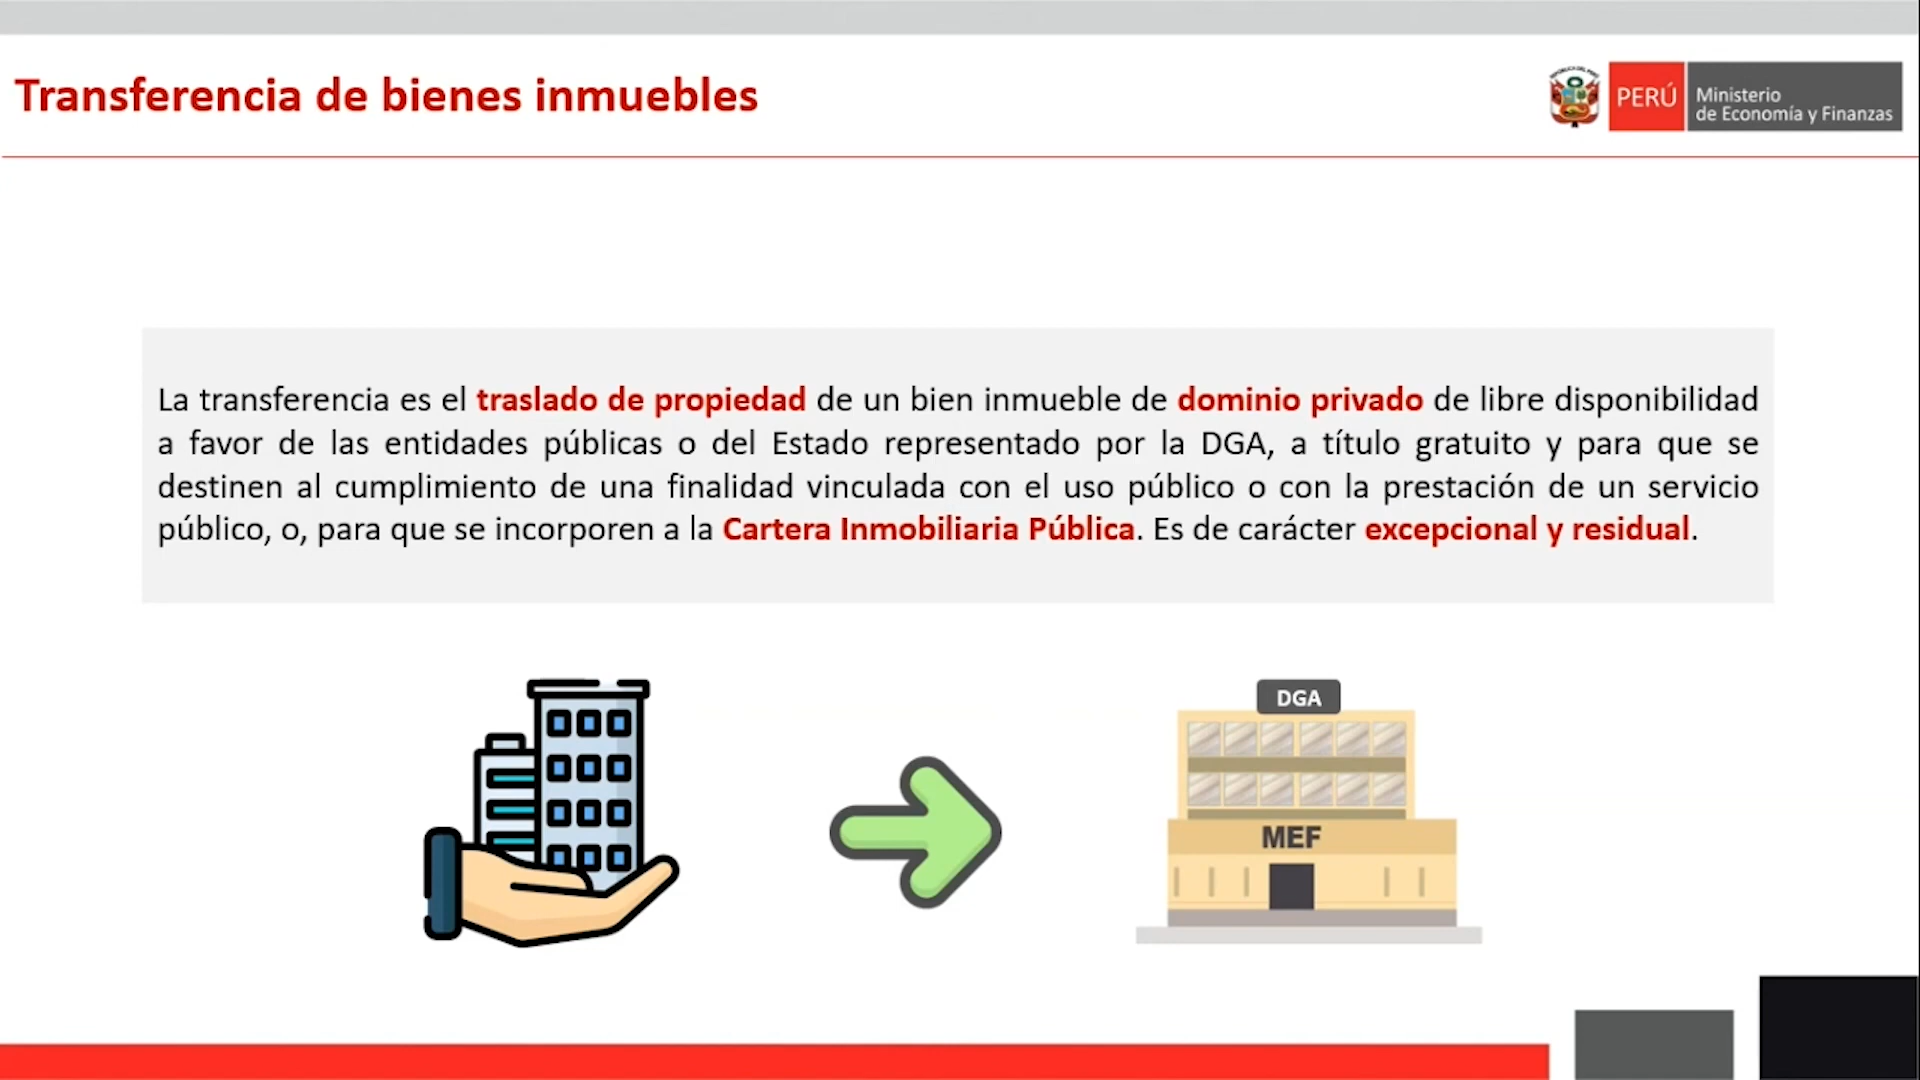 Transferencia de bienes inmuebles
PERÚ
Ministerio
de Economía y Finanzas
La transferencia es el traslado de propiedad de un bien inmueble de dominio privado de libre disponibilidad
a favor de las entidades públicas o del Estado representado por la DGA, a título gratuito y para que se
destinen al cumplimiento de una finalidad vinculada con el uso público o con la prestación de un servicio
público, o, para que se incorporen a la Cartera Inmobiliaria Pública. Es de carácter excepcional y residual.
DGA
MEF